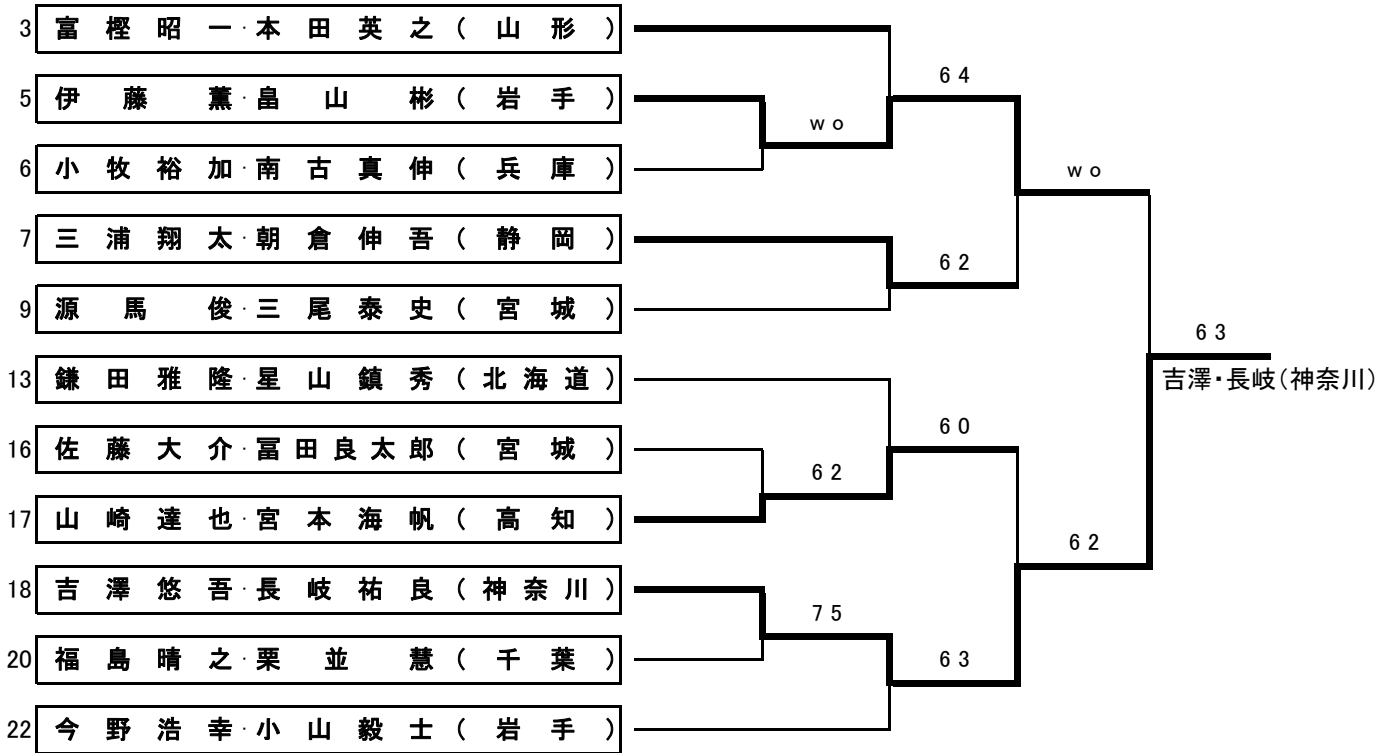 3 富樫昭一・本田英之(山形)
64
5 伊藤薫・畠山彬(岩手)
wo
6 小牧裕加・南古真伸(兵庫)
wo
7 三浦翔太・朝倉伸吾(静岡)
62
9 源馬俊・三尾泰史(宮城)
63
13 鎌田雅隆・星山鎮秀(北海道)
吉澤・長岐(神奈川)
60
16 佐藤大介・冨田良太郎(宮城)
62
17 山崎達也・宮本海帆(高知)
62
18 吉澤悠吾・長岐祐良(神奈川)
75
20 福島晴之・栗並慧(千葉)
63
22 今野浩幸・小山毅士(岩手)